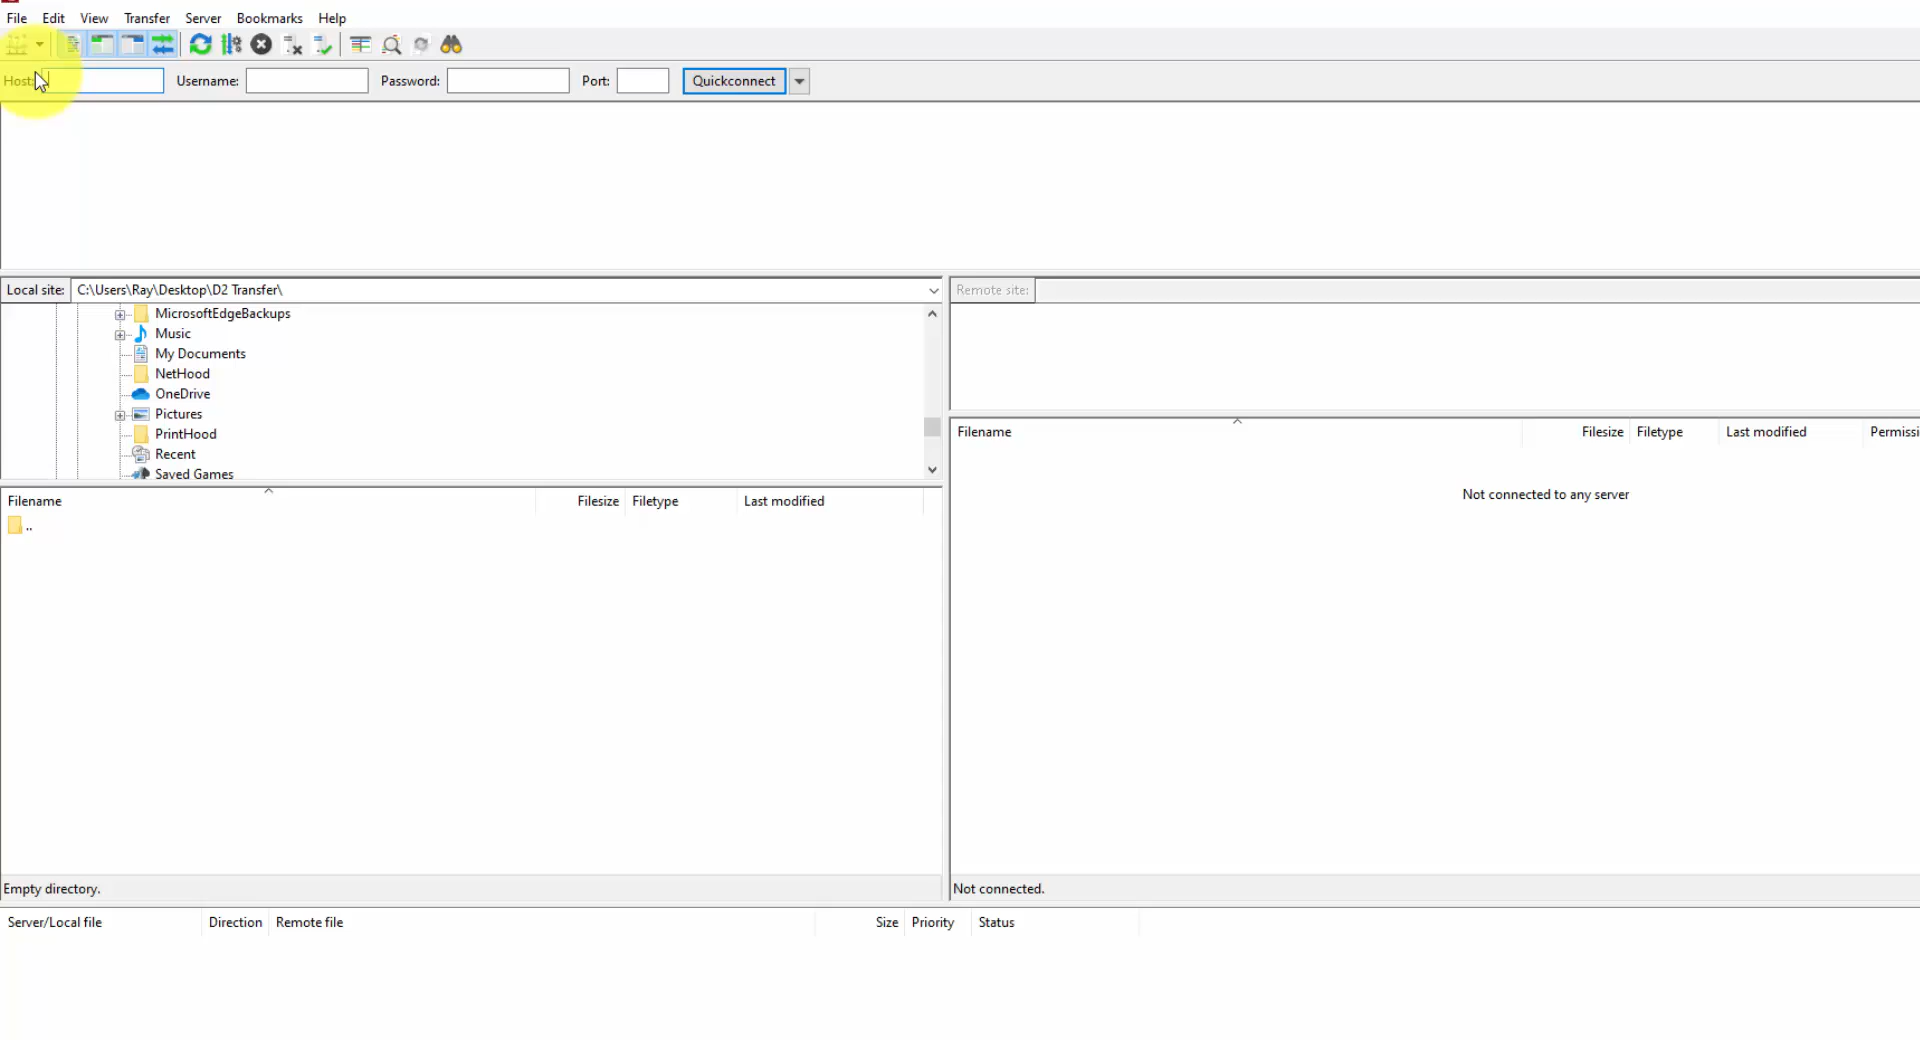 File Edit View Transfer Server Bookmarks Help
Host: Username: Password: Port: Quickconnect
Local site: C:\Users\Ray\Desktop\D2 Transfer\
MicrosoftEdgeBackups
Music
My Documents
NetHood
OneDrive
Pictures
PrintHood
Recent
Saved Games
Filename Filesize Filetype Last modified
..
Empty directory.
Remote site:
Filename Filesize Filetype Last modified Permissi
Not connected to any server
Not connected.
Server/Local file Direction Remote file Size Priority Status